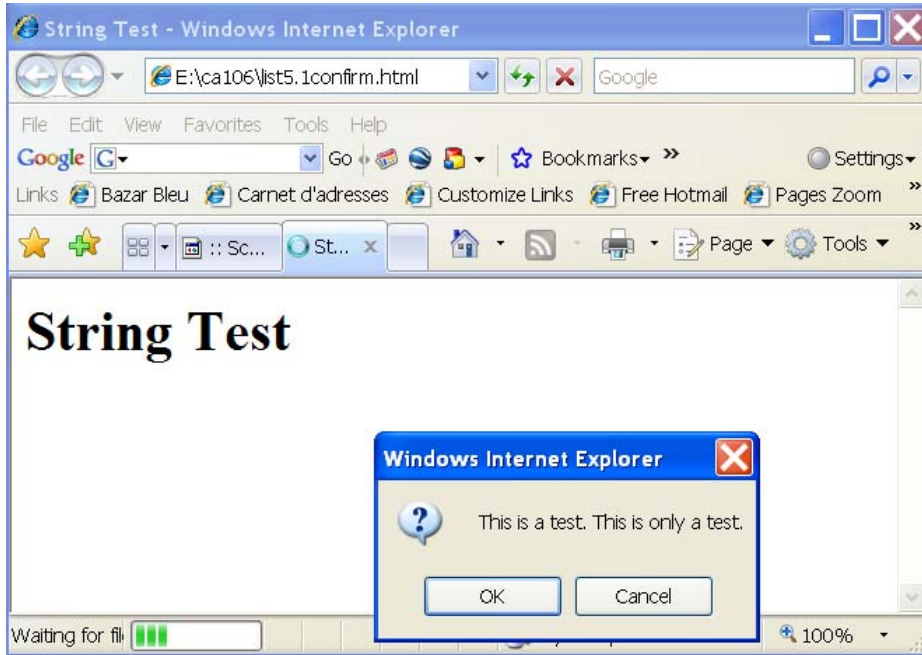 String Test - Windows Internet Explorer
E:\ca106\list5.1confirm.html Google
File Edit View Favorites Tools Help
Google G Go Bookmarks » Settings
Links Bazar Bleu Carnet d'adresses Customize Links Free Hotmail Pages Zoom »
:: Sc... St... x Page Tools »
String Test
Windows Internet Explorer
This is a test. This is only a test.
OK Cancel
Waiting for fil 100%